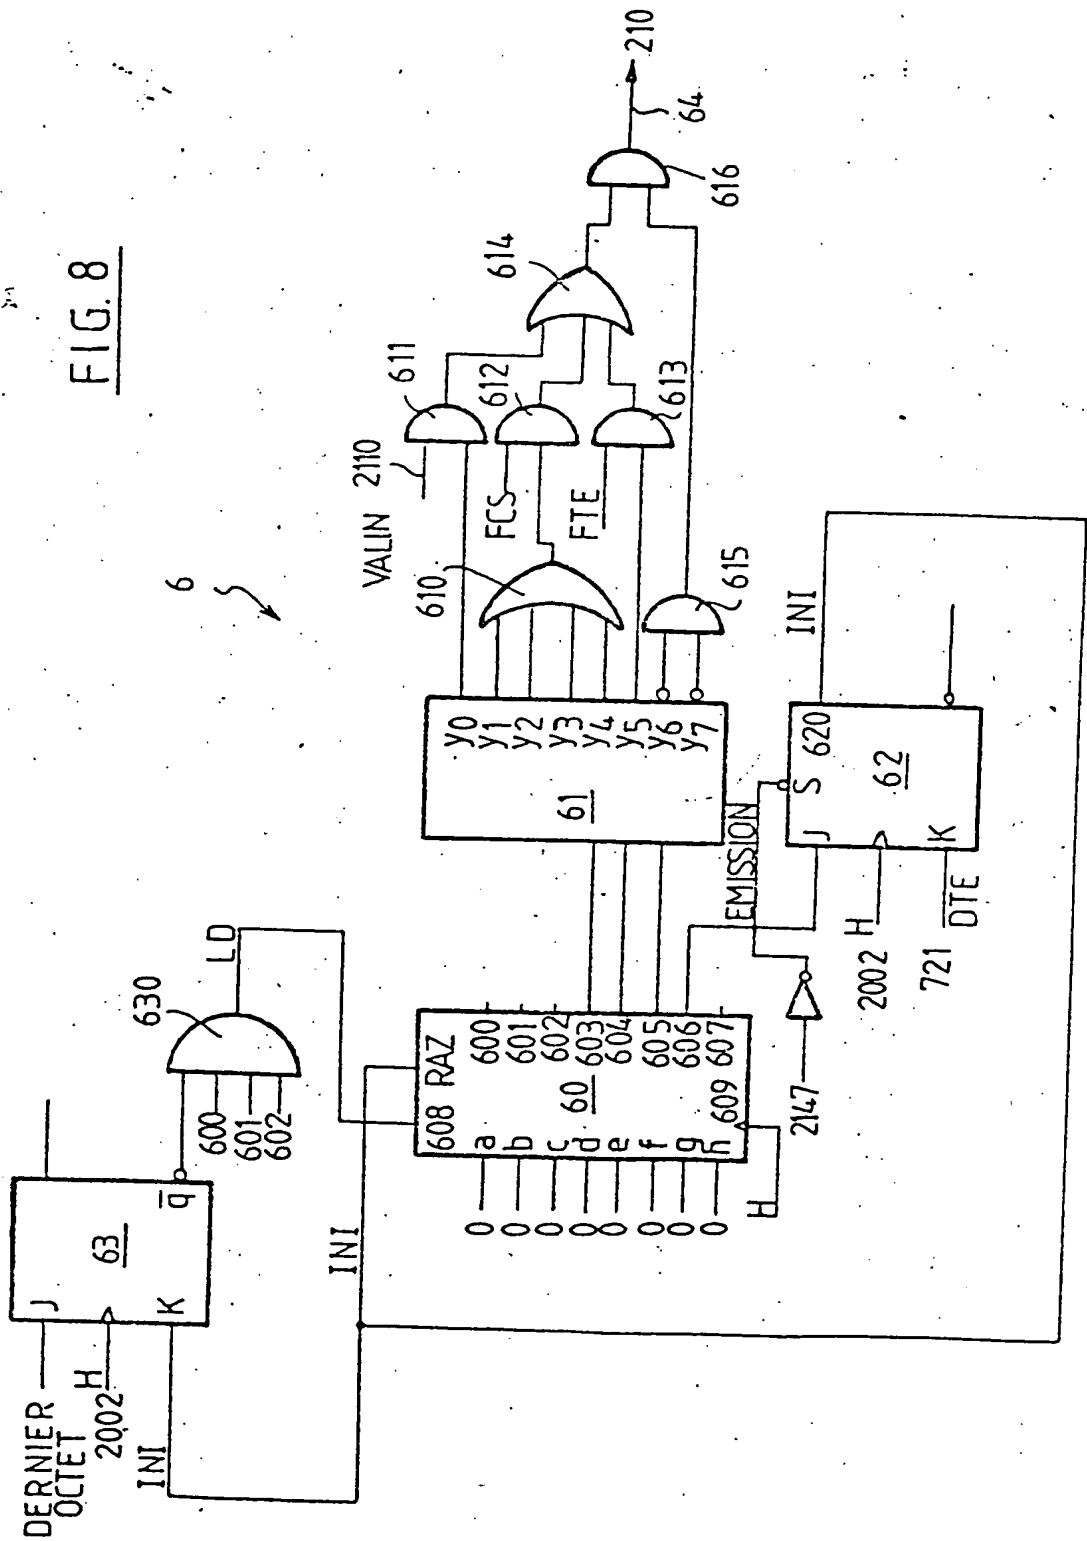 FIG. 8
6
DERNIER
OCTET
H
2002
INI
J
K
63
q̅
630
LD
600
601
602
INI
608
RAZ
a
b
c
d
e
f
g
h
0
0
0
0
0
0
0
0
60
600
601
602
603
604
605
606
607
609
H
61
y0
y1
y2
y3
y4
y5
y6
y7
VALIN 2110
610
FCS
FTE
611
612
613
614
615
616
64
210
EMISSION
2147
S
620
62
J
K
H
2002
721
DTE
INI